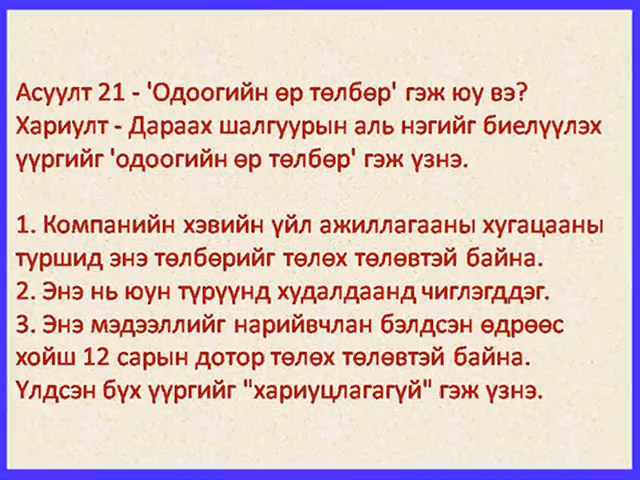 Асуулт 21 - 'Одоогийн өр төлбөр' гэж юу вэ?
Хариулт - Дараах шалгуурын аль нэгийг биелүүлэх
үүргийг 'одоогийн өр төлбөр' гэж үзнэ.
1. Компанийн хэвийн үйл ажиллагааны хугацааны
туршид энэ төлбөрийг төлөх төлөвтэй байна.
2. Энэ нь юун түрүүнд худалдаанд чиглэгддэг.
3. Энэ мэдээллийг нарийвчлан бэлдсэн өдрөөс
хойш 12 сарын дотор төлөх төлөвтэй байна.
Үлдсэн бүх үүргийг "хариуцлагагүй" гэж үзнэ.